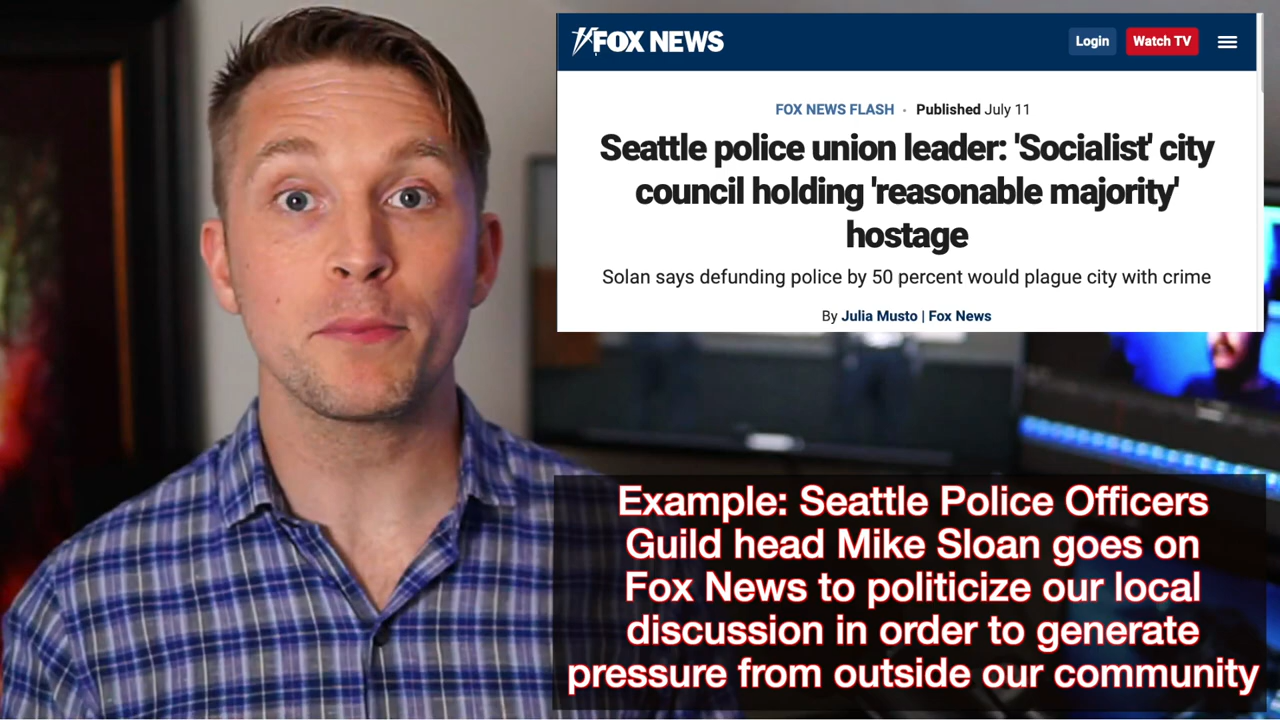 FOX NEWS
Login
Watch TV
FOX NEWS FLASH · Published July 11
Seattle police union leader: 'Socialist' city
council holding 'reasonable majority'
hostage
Solan says defunding police by 50 percent would plague city with crime
By Julia Musto | Fox News
Example: Seattle Police Officers
Guild head Mike Sloan goes on
Fox News to politicize our local
discussion in order to generate
pressure from outside our community